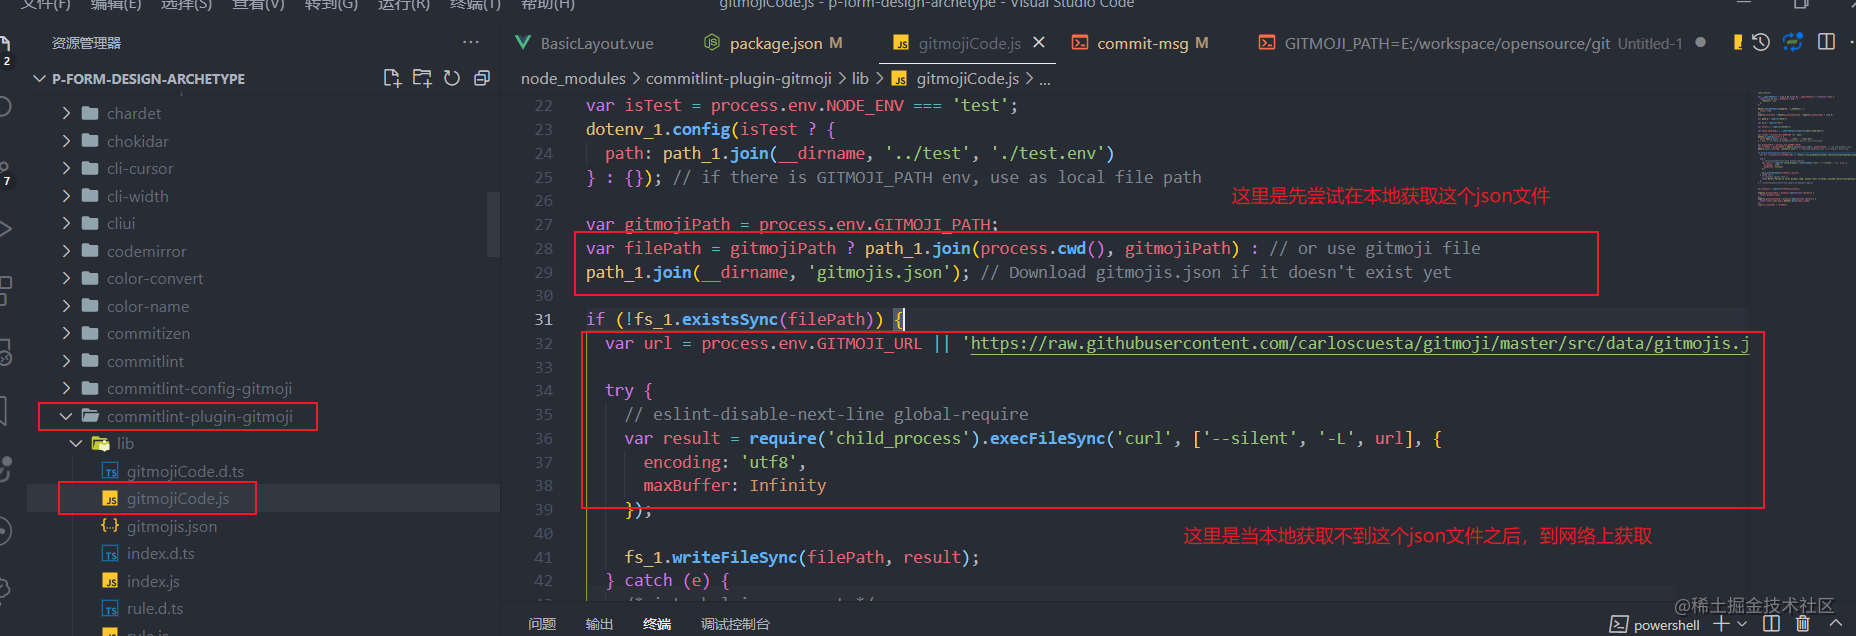 文件(F) 编辑(E) 选择(S) 查看(V) 转到(G) 运行(R) 终端(T) 帮助(H) gitmojiCode.js - p-form-design-archetype - Visual Studio Code
资源管理器 ···
BasicLayout.vue package.json M gitmojiCode.js commit-msg M GITMOJI_PATH=E:/workspace/opensource/git Untitled-1
2
P-FORM-DESIGN-ARCHETYPE
node_modules > commitlint-plugin-gitmoji > lib > gitmojiCode.js > ...
chardet
chokidar
cli-cursor
cli-width
cliui
codemirror
color-convert
color-name
commitizen
commitlint
commitlint-config-gitmoji
commitlint-plugin-gitmoji
lib
gitmojiCode.d.ts
gitmojiCode.js
gitmojis.json
index.d.ts
index.js
rule.d.ts
rule.js
7
22 var isTest = process.env.NODE_ENV === 'test';
23 dotenv_1.config(isTest ? {
24 path: path_1.join(__dirname, '../test', './test.env')
25 } : {}); // if there is GITMOJI_PATH env, use as local file path
这里是先尝试在本地获取这个json文件
26
27 var gitmojiPath = process.env.GITMOJI_PATH;
28 var filePath = gitmojiPath ? path_1.join(process.cwd(), gitmojiPath) : // or use gitmoji file
29 path_1.join(__dirname, 'gitmojis.json'); // Download gitmojis.json if it doesn't exist yet
30
31 if (!fs_1.existsSync(filePath)) {
32 var url = process.env.GITMOJI_URL || 'https://raw.githubusercontent.com/carloscuesta/gitmoji/master/src/data/gitmojis.j
33
34 try {
35 // eslint-disable-next-line global-require
36 var result = require('child_process').execFileSync('curl', ['--silent', '-L', url], {
37 encoding: 'utf8',
38 maxBuffer: Infinity
39 });
40
这里是当本地获取不到这个json文件之后，到网络上获取
41 fs_1.writeFileSync(filePath, result);
42 } catch (e) {
问题 输出 终端 调试控制台
powershell
@稀土掘金技术社区